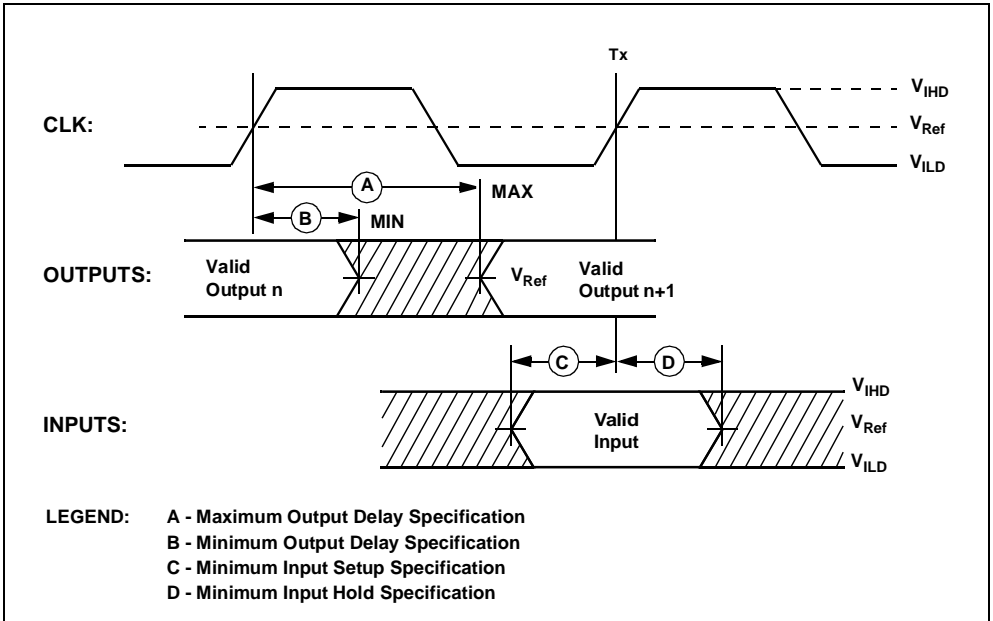 Tx
CLK:
VIHD
VRef
VILD
A
MAX
B
MIN
OUTPUTS:
Valid
Output n
VRef
Valid
Output n+1
C
D
INPUTS:
Valid
Input
VIHD
VRef
VILD
LEGEND:
A - Maximum Output Delay Specification
B - Minimum Output Delay Specification
C - Minimum Input Setup Specification
D - Minimum Input Hold Specification